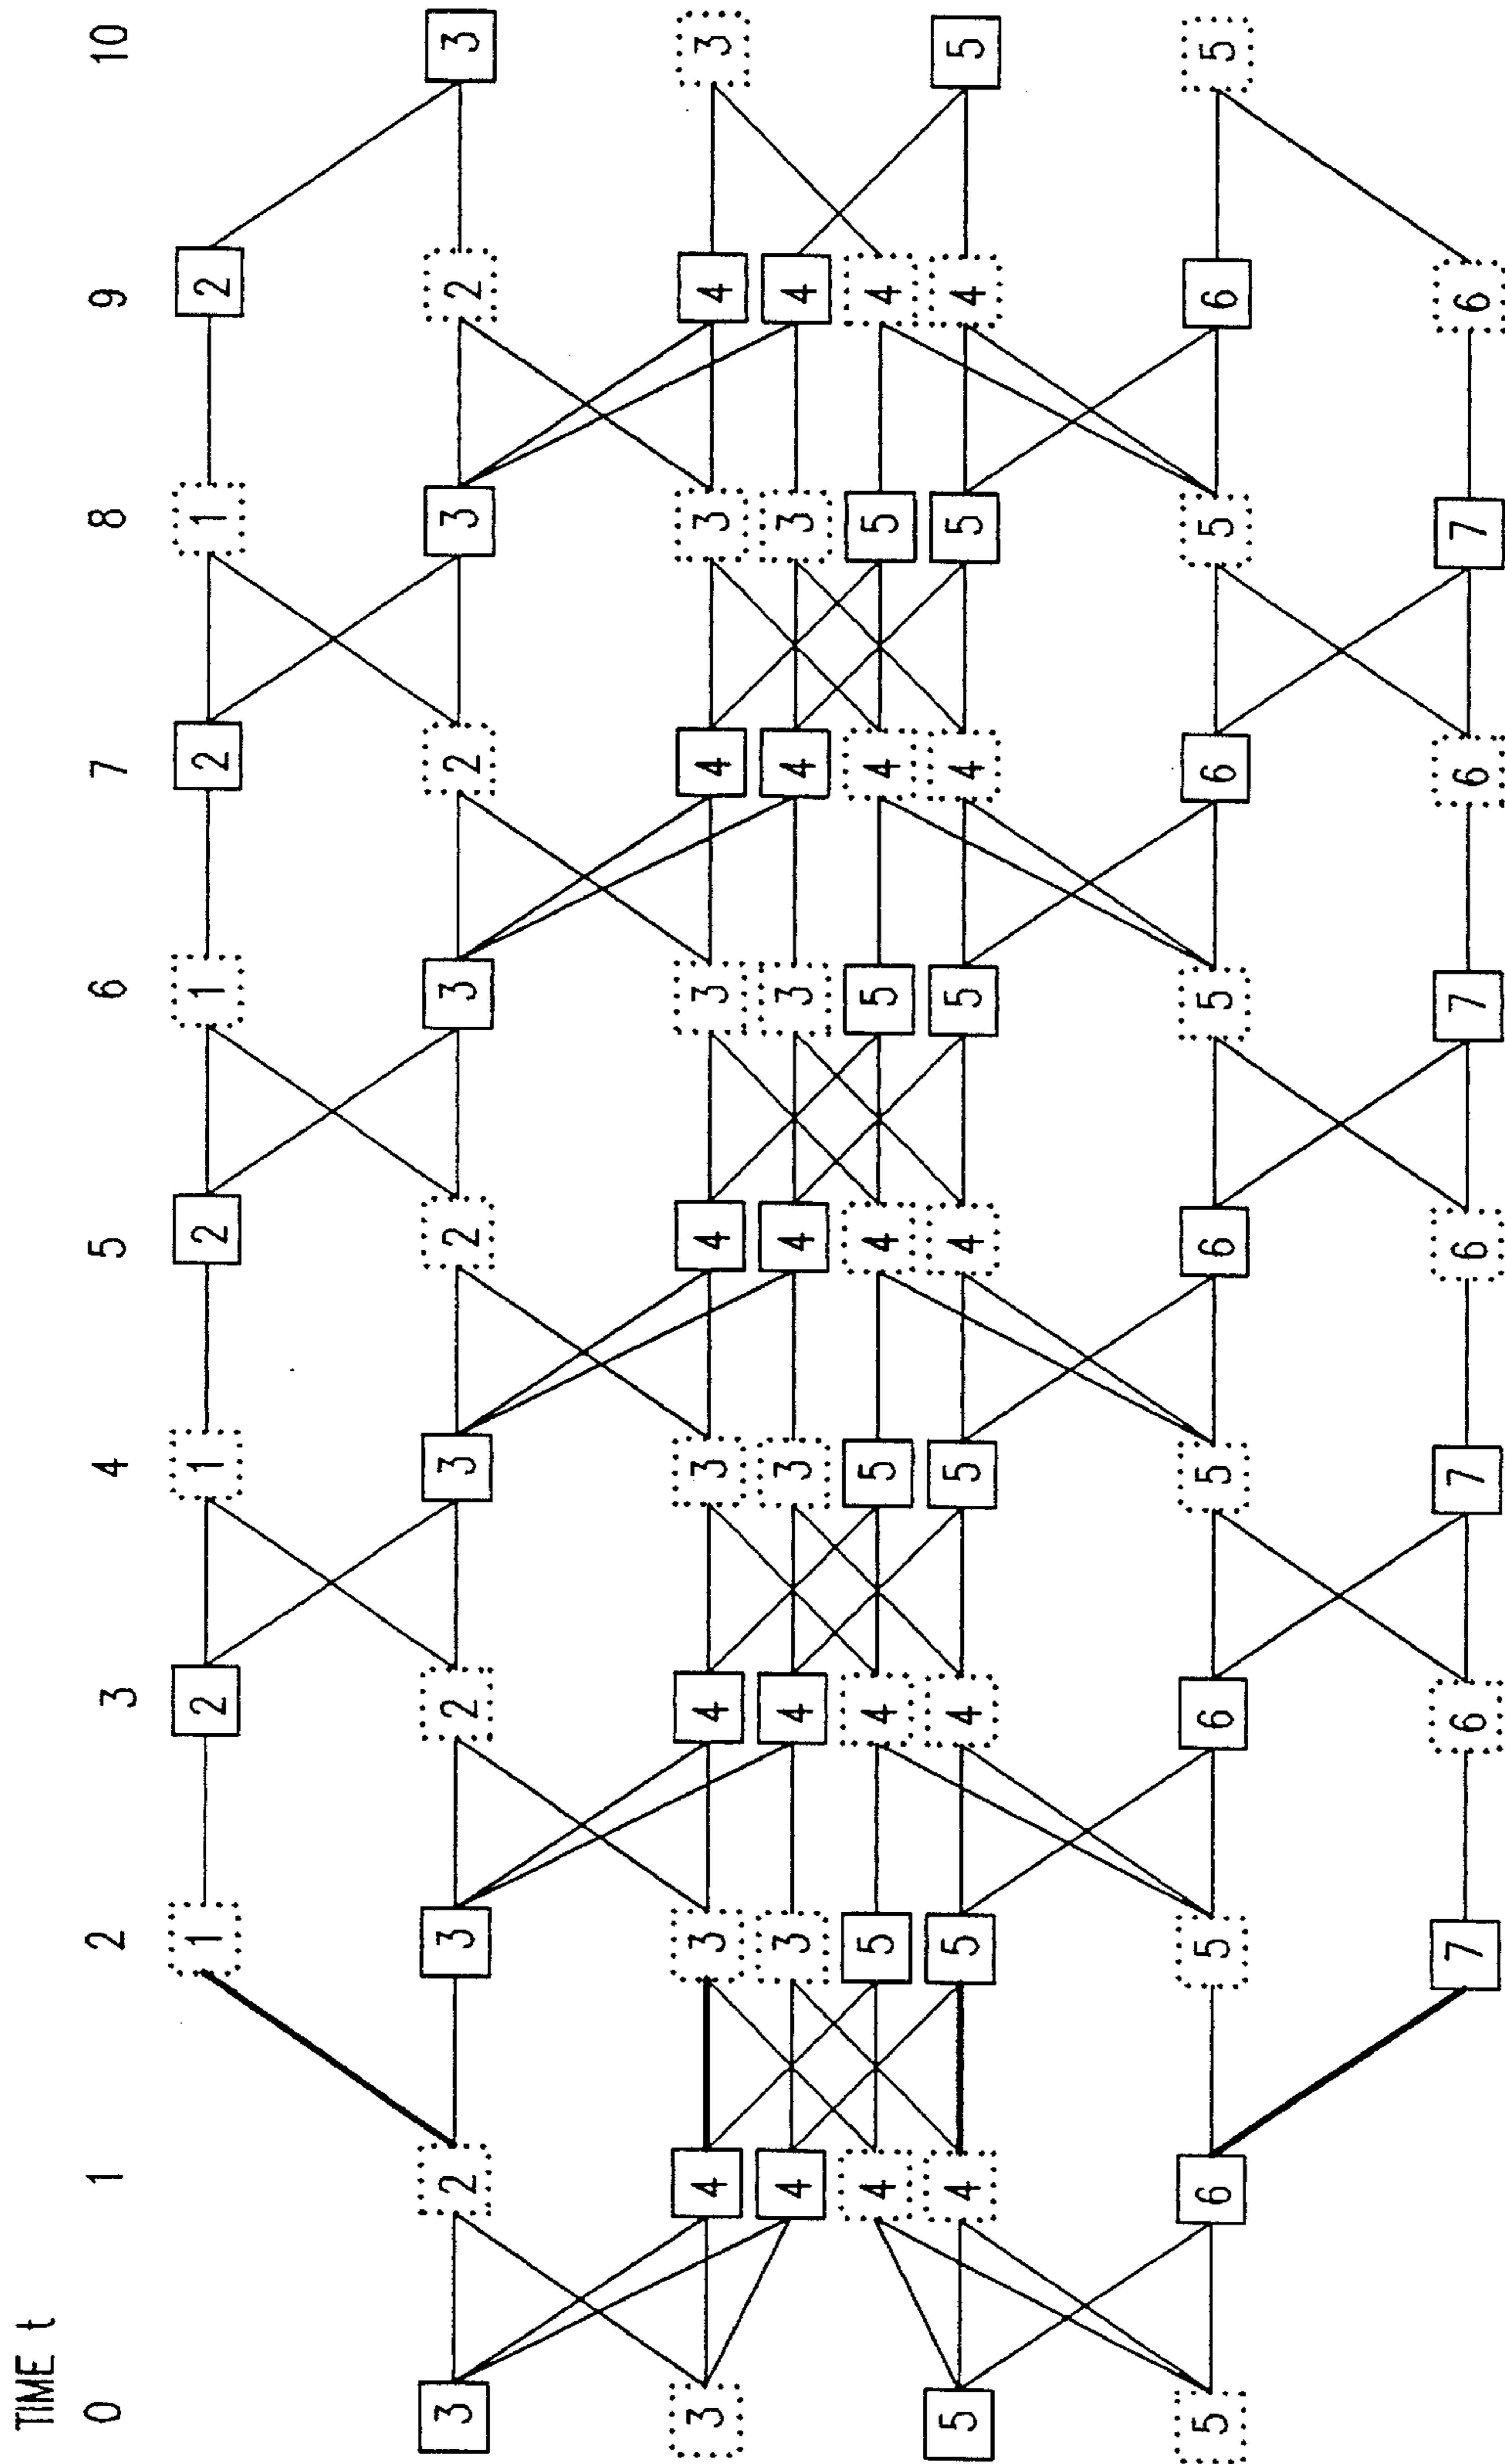 TIME t
0 1 2 3 4 5 6 7 8 9 10
1 2 1 2 1 2 1 2
3 2 3 2 3 2 3 2 3 2 3
3 4 3 4 3 4 3 4 3 4 3
4 3 4 3 4 3 4 3 4
4 5 4 5 4 5 4 5 4
5 4 5 4 5 4 5 4 5 4 5
5 6 5 6 5 6 5 6 5 6 5
7 6 7 6 7 6 7 6